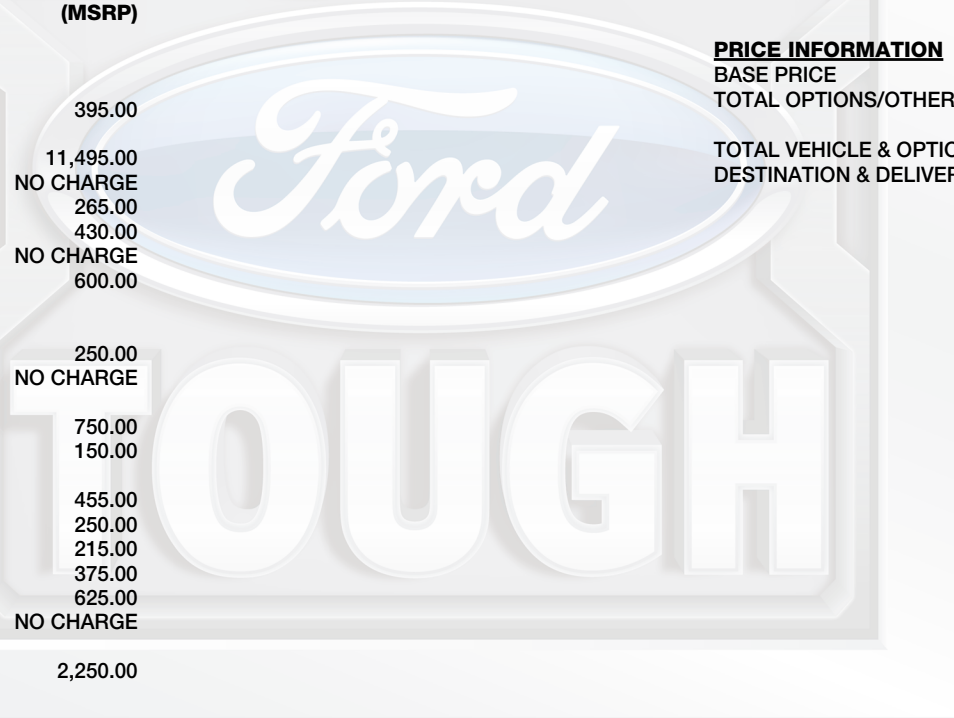 (MSRP)
395.00
11,495.00
NO CHARGE
265.00
430.00
NO CHARGE
600.00
250.00
NO CHARGE
750.00
150.00
455.00
250.00
215.00
375.00
625.00
NO CHARGE
2,250.00
PRICE INFORMATION
BASE PRICE
TOTAL OPTIONS/OTHER
TOTAL VEHICLE & OPTIO
DESTINATION & DELIVER
Ford
TOUGH